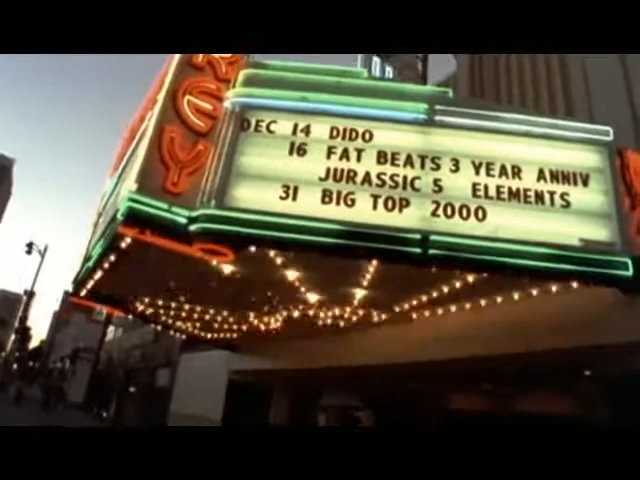 REY
DEC 14 DIDO
16 FAT BEATS 3 YEAR ANNIV
JURASSIC 5 ELEMENTS
31 BIG TOP 2000